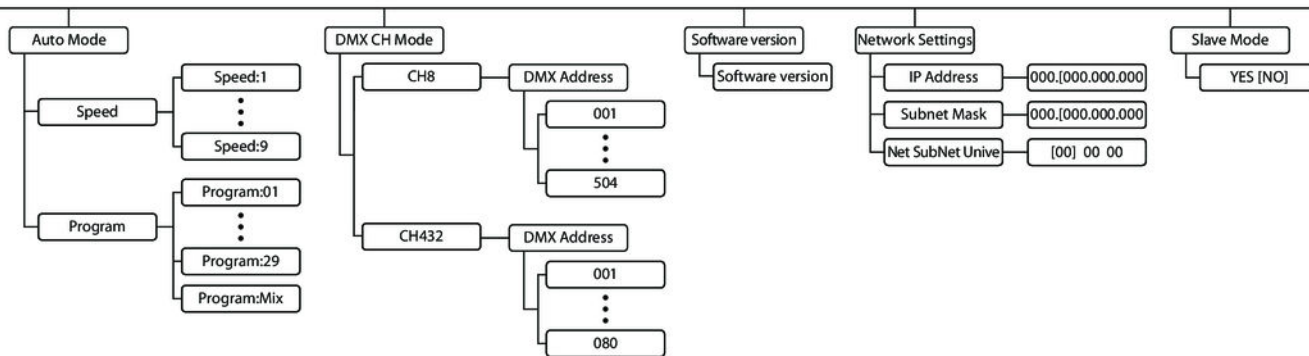 Auto Mode
Speed
Speed:1
Speed:9
Program
Program:01
Program:29
Program:Mix
DMX CH Mode
CH8
DMX Address
001
504
CH432
DMX Address
001
080
Software version
Software version
Network Settings
IP Address
000.[000.000.000
Subnet Mask
000.[000.000.000
Net SubNet Unive
[00] 00 00
Slave Mode
YES [NO]